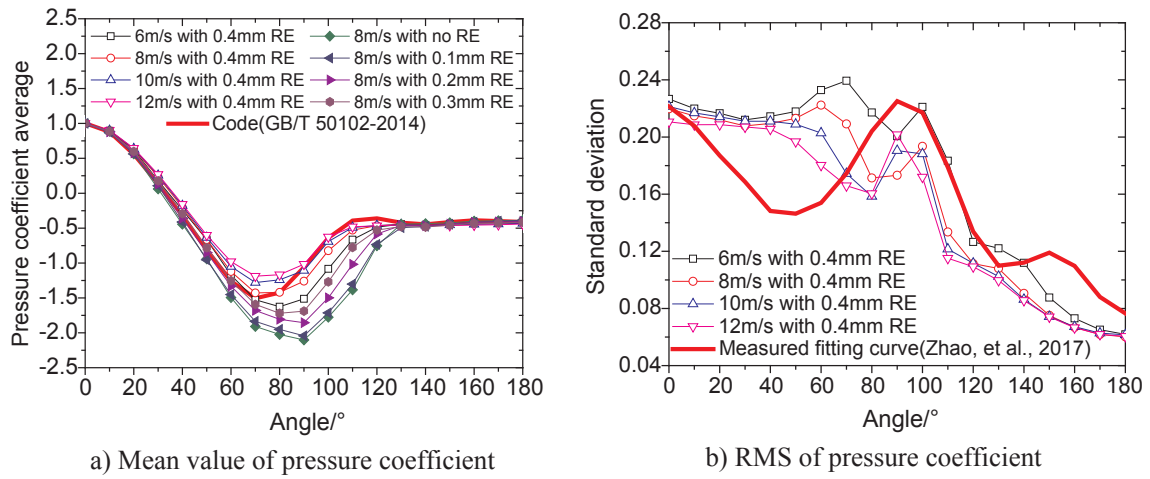 2.5
2.0
1.5
1.0
0.5
0.0
-0.5
-1.0
-1.5
-2.0
-2.5
Pressure coefficient average
6m/s with 0.4mm RE
8m/s with 0.4mm RE
10m/s with 0.4mm RE
12m/s with 0.4mm RE
8m/s with no RE
8m/s with 0.1mm RE
8m/s with 0.2mm RE
8m/s with 0.3mm RE
Code(GB/T 50102-2014)
0 20 40 60 80 100 120 140 160 180
Angle/°
a) Mean value of pressure coefficient
0.28
0.24
0.20
0.16
0.12
0.08
0.04
Standard deviation
6m/s with 0.4mm RE
8m/s with 0.4mm RE
10m/s with 0.4mm RE
12m/s with 0.4mm RE
Measured fitting curve(Zhao, et al., 2017)
0 20 40 60 80 100 120 140 160 180
Angle/°
b) RMS of pressure coefficient